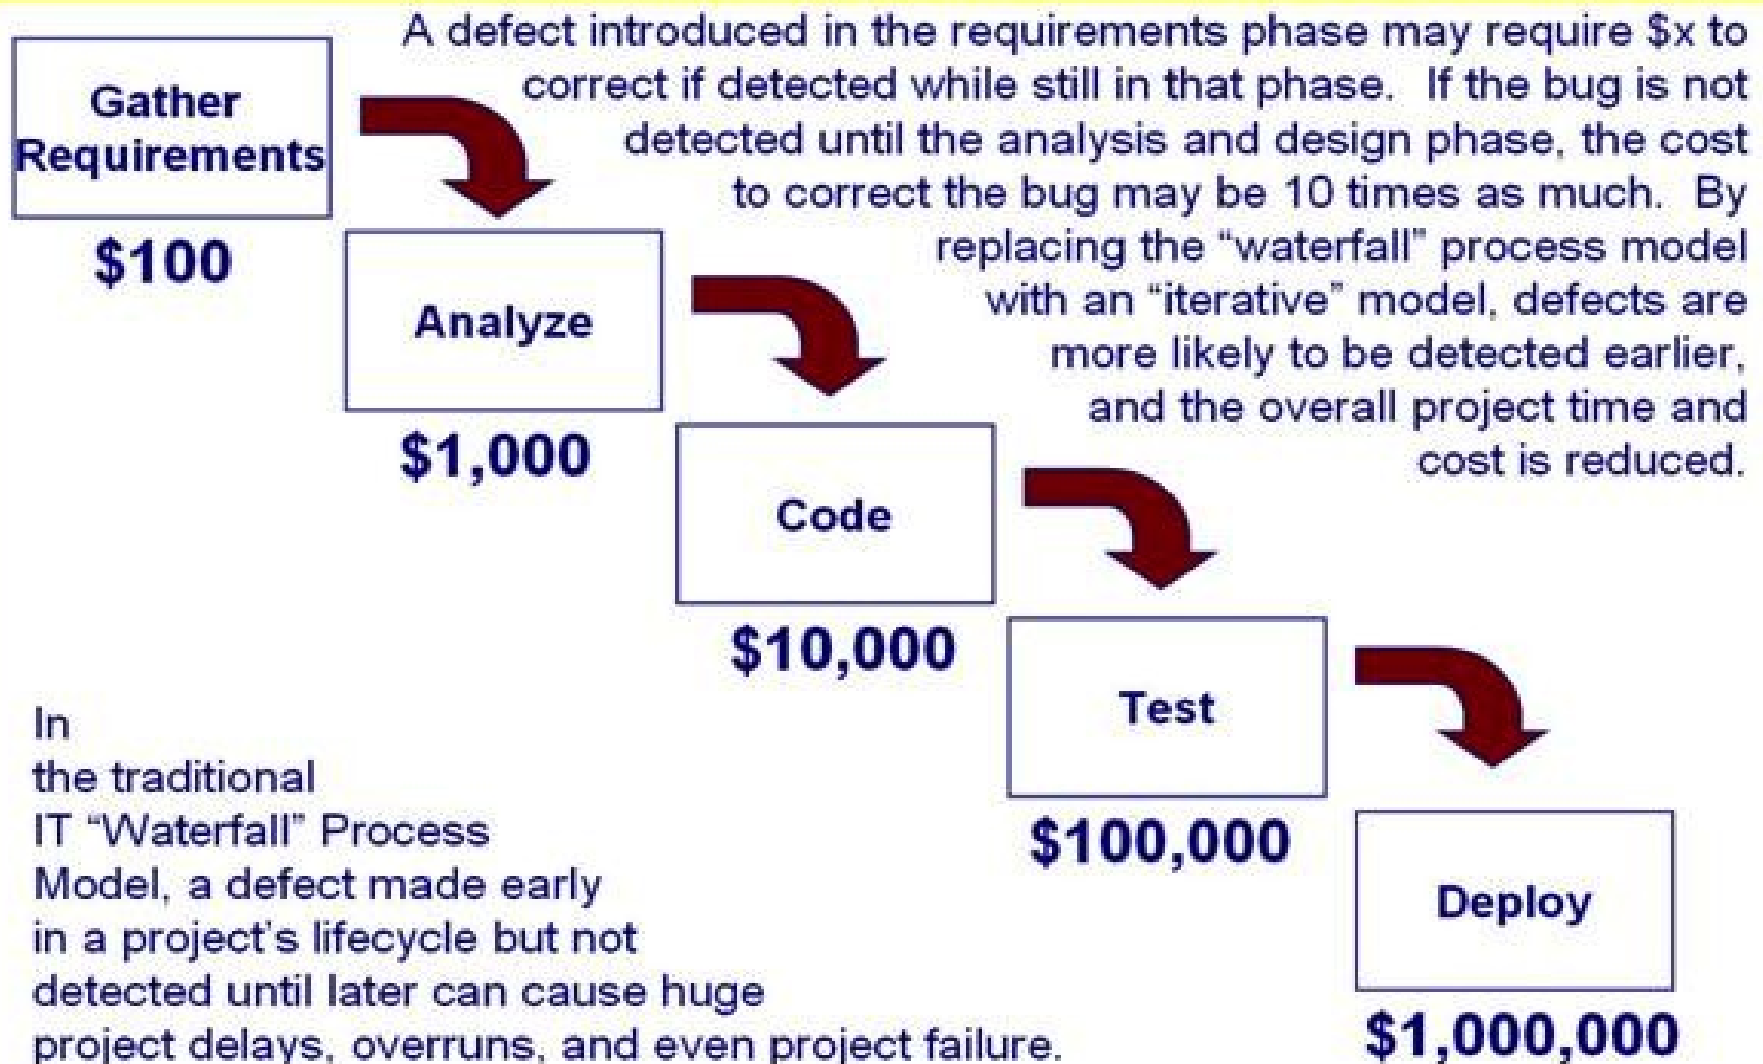 A defect introduced in the requirements phase may require $x to
correct if detected while still in that phase. If the bug is not
detected until the analysis and design phase, the cost
to correct the bug may be 10 times as much. By
replacing the “waterfall” process model
with an “iterative” model, defects are
more likely to be detected earlier,
and the overall project time and
cost is reduced.
Gather
Requirements
$100
Analyze
$1,000
Code
$10,000
Test
$100,000
Deploy
$1,000,000
In
the traditional
IT “Waterfall” Process
Model, a defect made early
in a project's lifecycle but not
detected until later can cause huge
project delays, overruns, and even project failure.